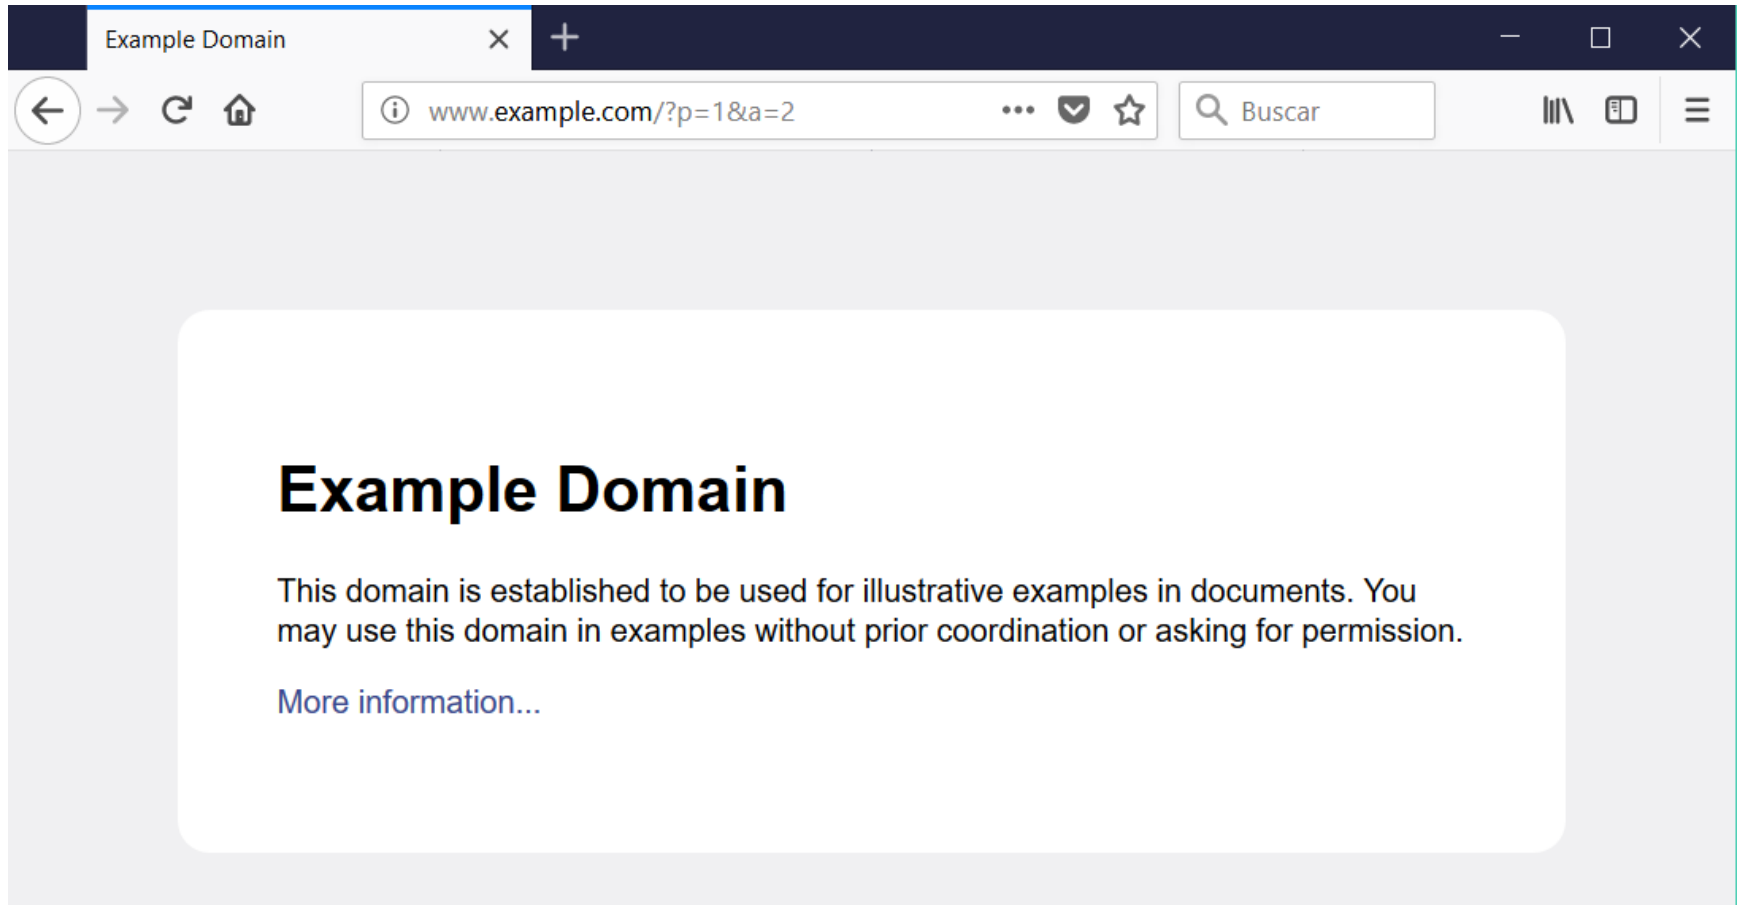 Example Domain
www.example.com/?p=1&a=2
Buscar
Example Domain
This domain is established to be used for illustrative examples in documents. You
may use this domain in examples without prior coordination or asking for permission.
More information...